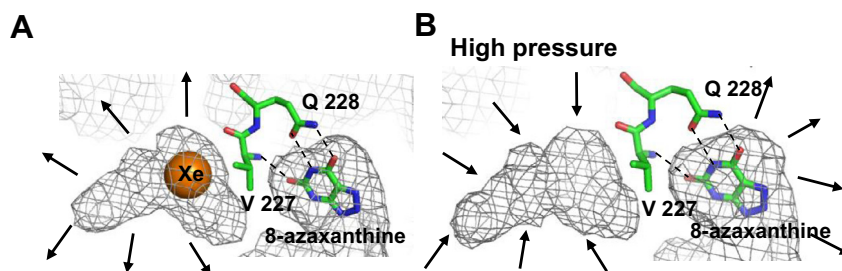 A
Q 228
Xe
V 227
8-azaxanthine
B
High pressure
Q 228
V 227
8-azaxanthine